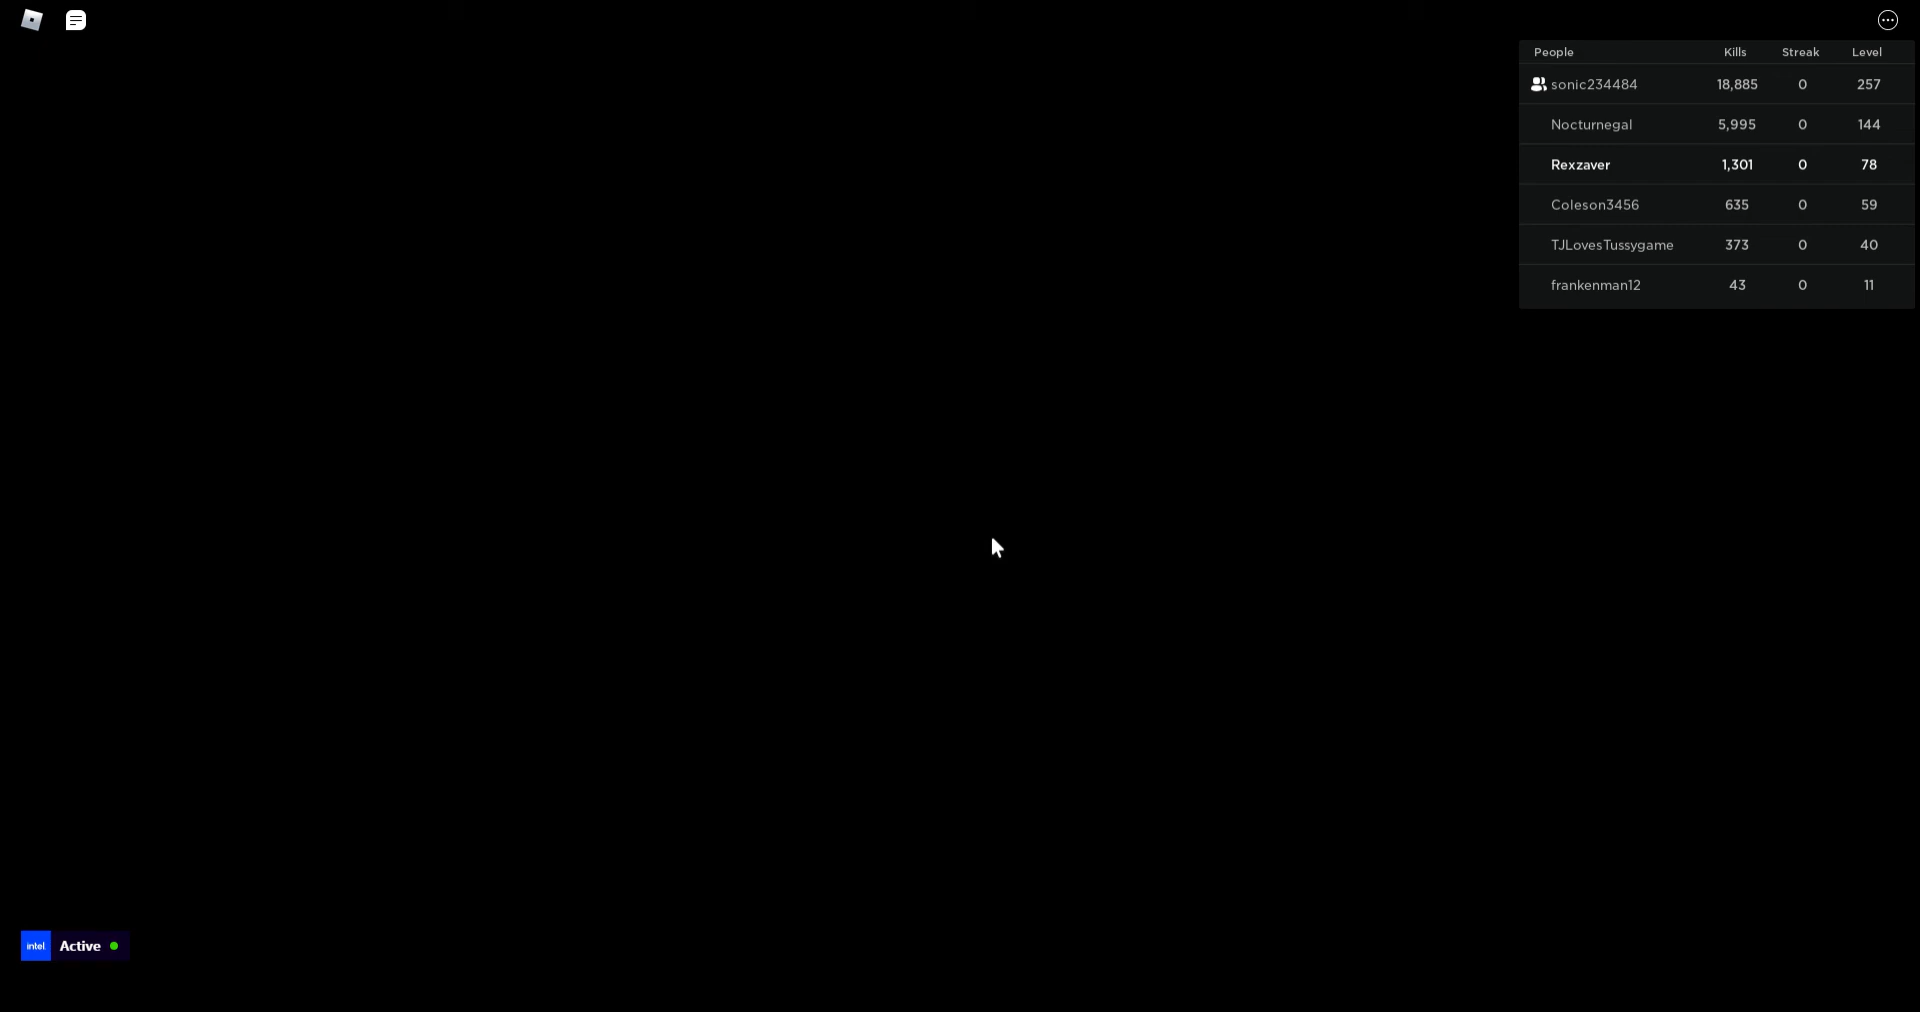 People Kills Streak Level
sonic234484 18,885 0 257
Nocturnegal 5,995 0 144
Rexzaver 1,301 0 78
Coleson3456 635 0 59
TJLovesTussygame 373 0 40
frankenman12 43 0 11
intel. Active